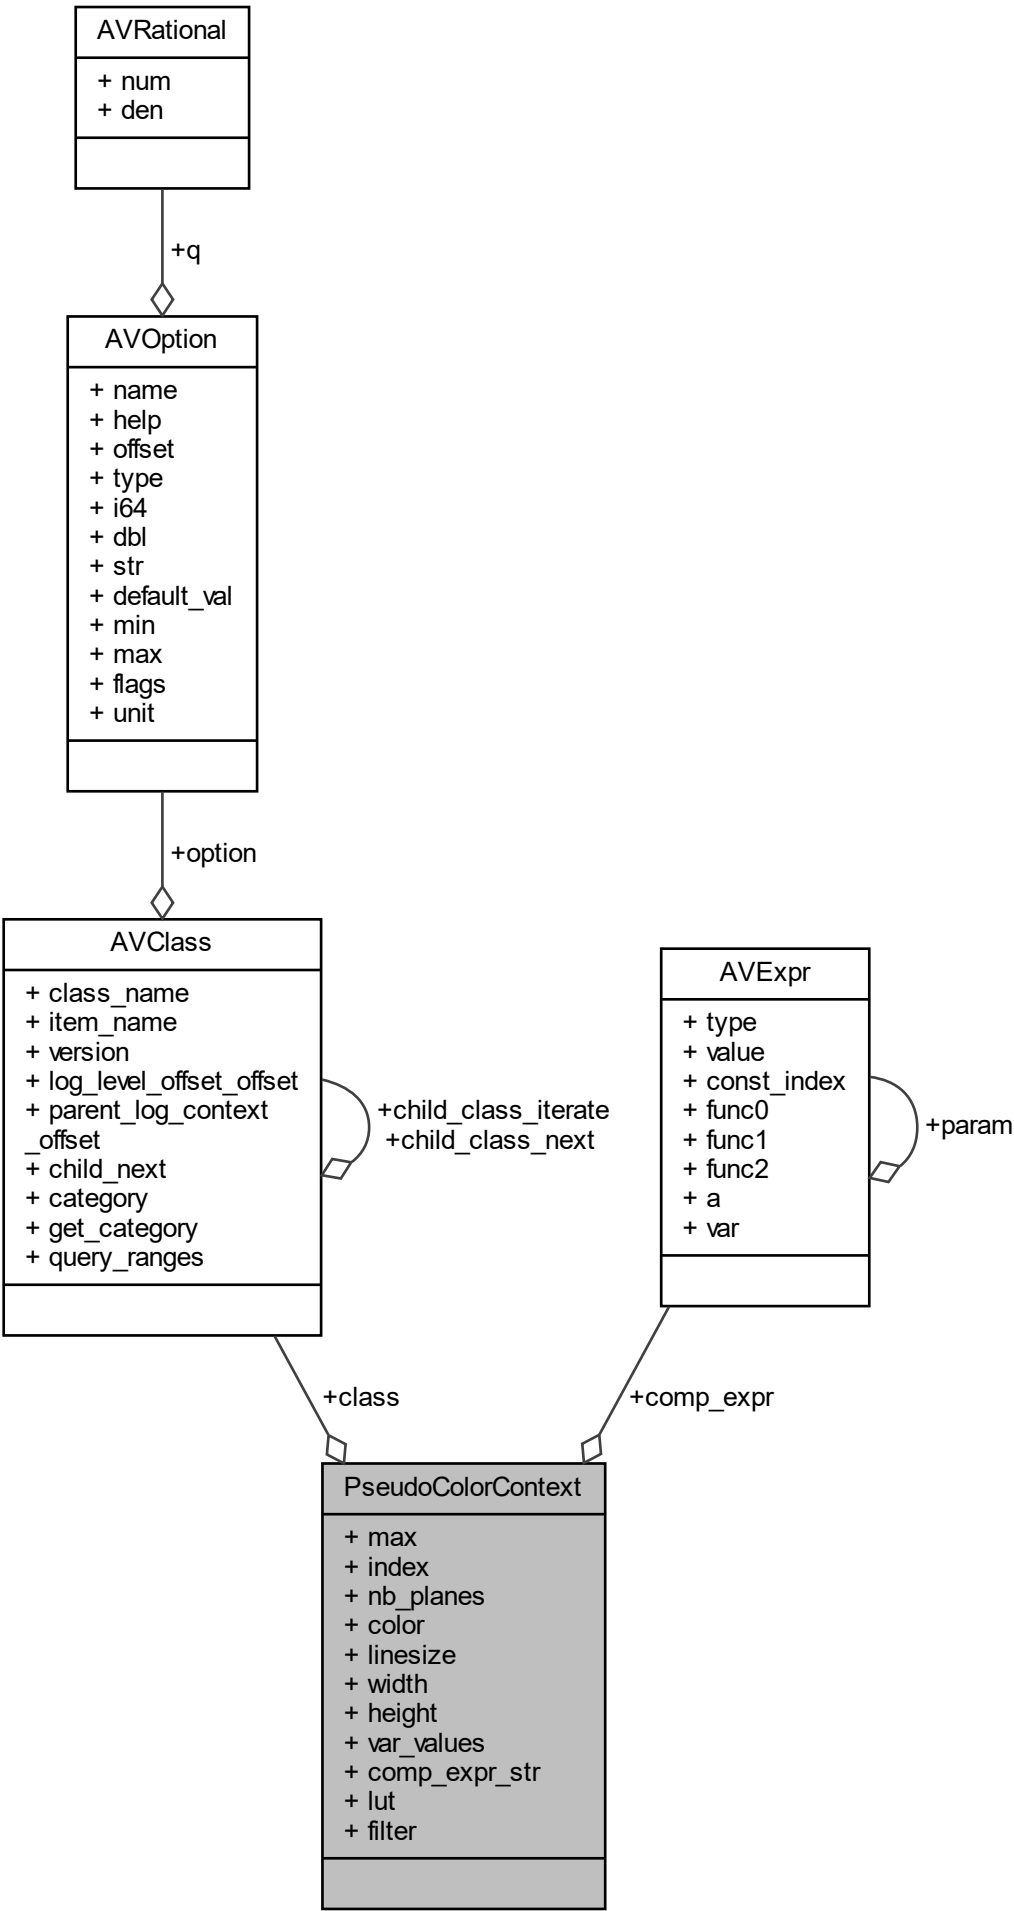 AVRational
+ num
+ den
+q
AVOption
+ name
+ help
+ offset
+ type
+ i64
+ dbl
+ str
+ default_val
+ min
+ max
+ flags
+ unit
+option
AVClass
+ class_name
+ item_name
+ version
+ log_level_offset_offset
+ parent_log_context
_offset
+ child_next
+ category
+ get_category
+ query_ranges
+child_class_iterate
+child_class_next
AVExpr
+ type
+ value
+ const_index
+ func0
+ func1
+ func2
+ a
+ var
+param
+class
+comp_expr
PseudoColorContext
+ max
+ index
+ nb_planes
+ color
+ linesize
+ width
+ height
+ var_values
+ comp_expr_str
+ lut
+ filter